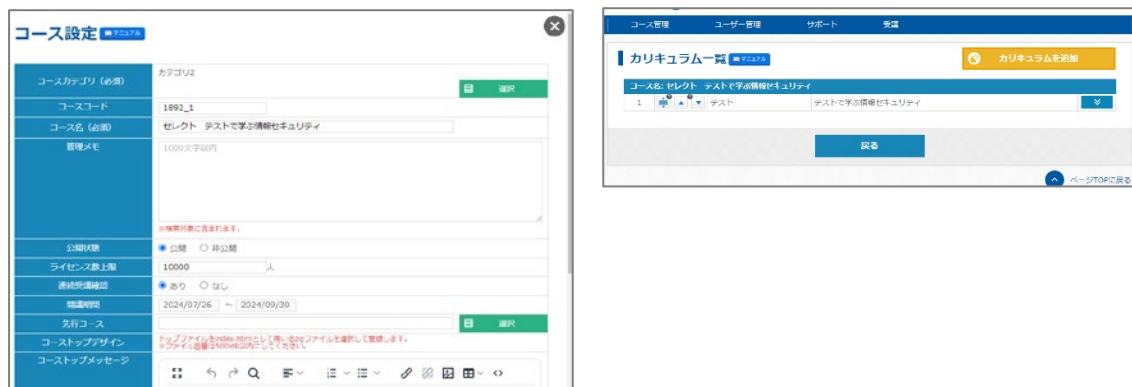 コース設定 マニュアル
コースカテゴリ (必須)
カテゴリ2
選択
コースコード
1892_1
コース名 (必須)
セレクト テストで学ぶ情報セキュリティ
管理メモ
1000文字以内
※検索対象に含まれます。
公開状態
公開 非公開
ライセンス数上限
10000 人
連続受講確認
あり なし
開講期間
2024/07/26 ～ 2024/09/30
先行コース
選択
コーストップデザイン
トップファイルをindex.htmlとして用いるzipファイルを選択して登録します。
※ファイル容量は500MB以内にしてください。
コーストップメッセージ
コース管理 ユーザー管理 サポート 受講
カリキュラム一覧 マニュアル
カリキュラムを追加
コース名: セレクト テストで学ぶ情報セキュリティ
1 テスト テストで学ぶ情報セキュリティ
戻る
ページTOPに戻る